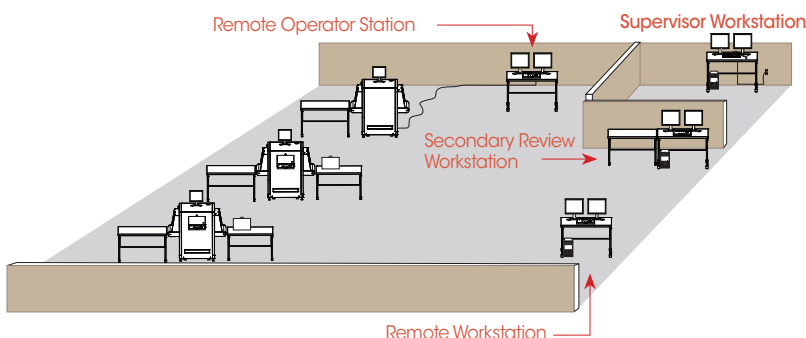 Remote Operator Station
Supervisor Workstation
Secondary Review
Workstation
Remote Workstation